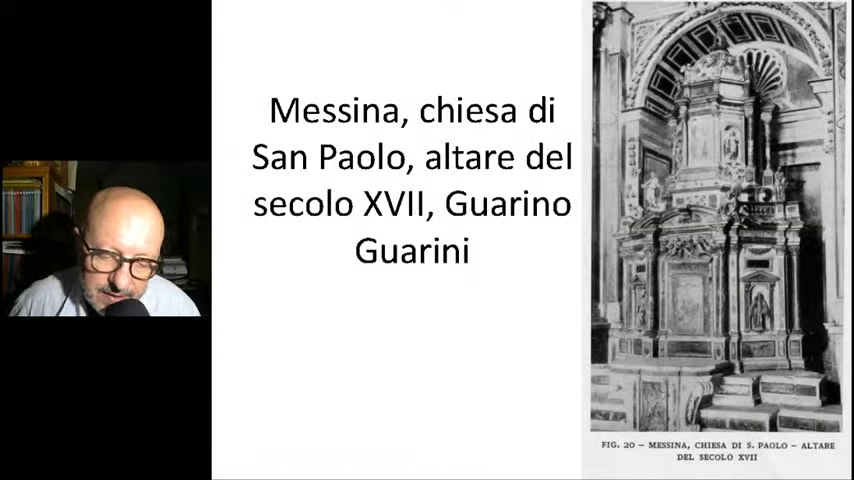 Messina, chiesa di
San Paolo, altare del
secolo XVII, Guarino
Guarini
FIG. 20 — MESSINA, CHIESA DI S. PAOLO — ALTARE
DEL SECOLO XVII